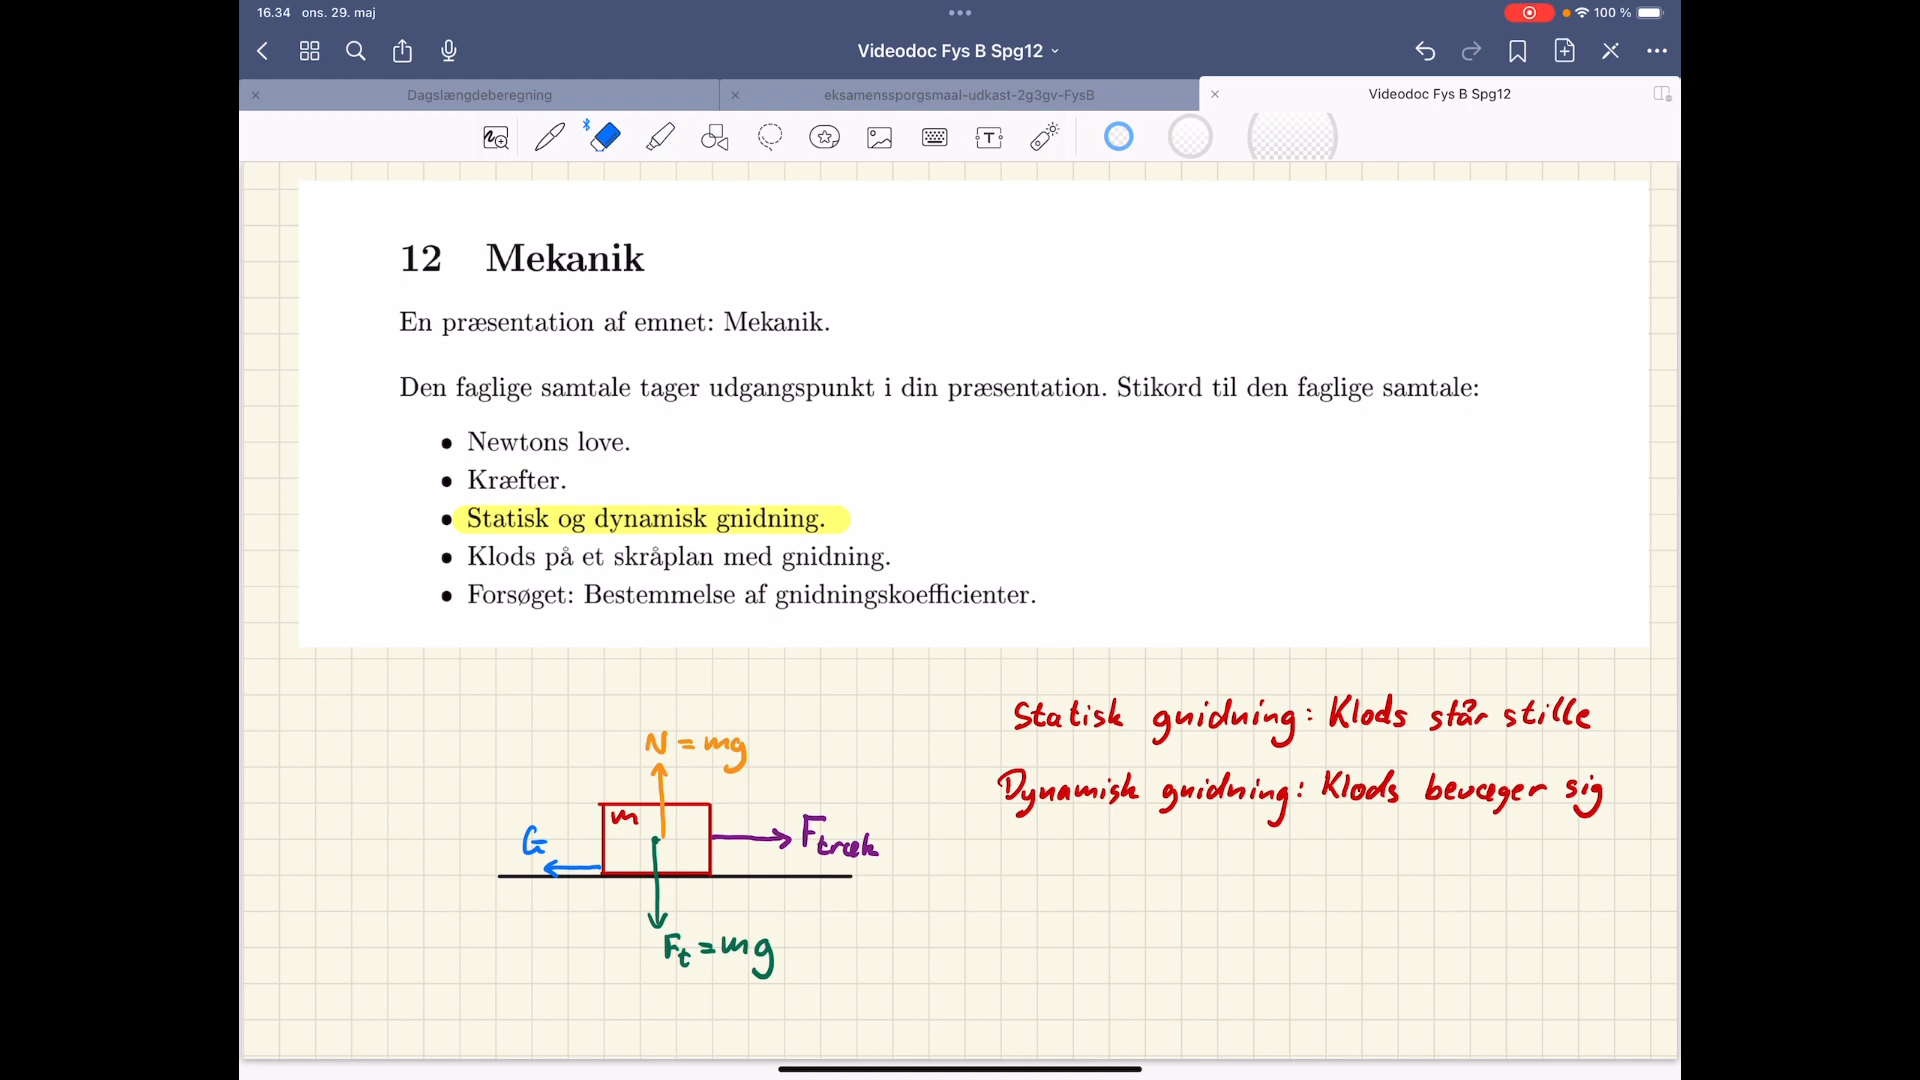 16.34 ons. 29. maj
100 %
Videodoc Fys B Spg12
Dagslængdeberegning
eksamenssporgsmaal-udkast-2g3gv-FysB
Videodoc Fys B Spg12
12 Mekanik
En præsentation af emnet: Mekanik.
Den faglige samtale tager udgangspunkt i din præsentation. Stikord til den faglige samtale:
• Newtons love.
• Kræfter.
• Statisk og dynamisk gnidning.
• Klods på et skråplan med gnidning.
• Forsøget: Bestemmelse af gnidningskoefficienter.
Statisk gnidning: Klods står stille
Dynamisk gnidning: Klods bevæger sig
N = mg
m
G
Ftræk
Ft = mg